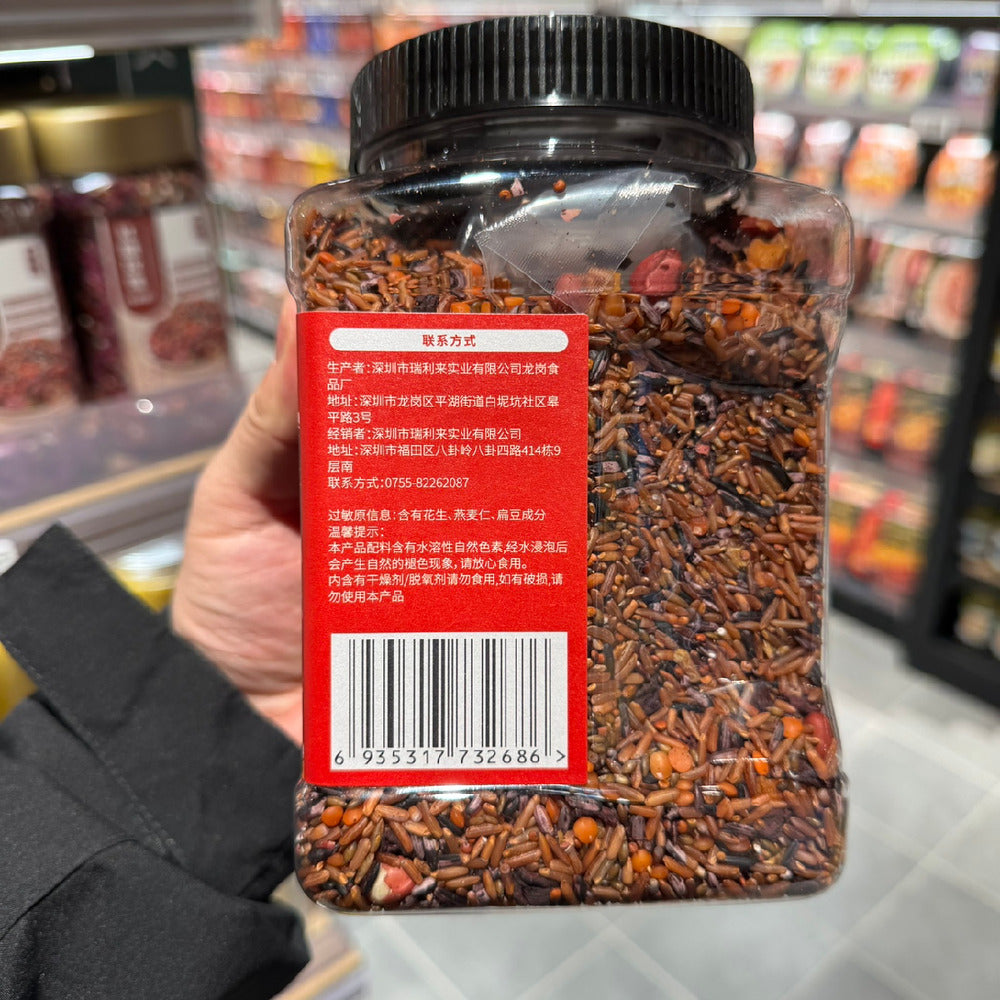 联系方式
生产者:深圳市瑞利来实业有限公司龙岗食
品厂
地址:深圳市龙岗区平湖街道白坭坑社区皋
平路3号
经销者:深圳市瑞利来实业有限公司
地址:深圳市福田区八卦岭八卦四路414栋9
层南
联系方式:0755-82262087
过敏原信息:含有花生、燕麦仁、扁豆成分
温馨提示:
本产品配料含有水溶性自然色素,经水浸泡后
会产生自然的褪色现象,请放心食用。
内含有干燥剂/脱氧剂请勿食用,如有破损,请
勿使用本产品
6 935317 732686 >